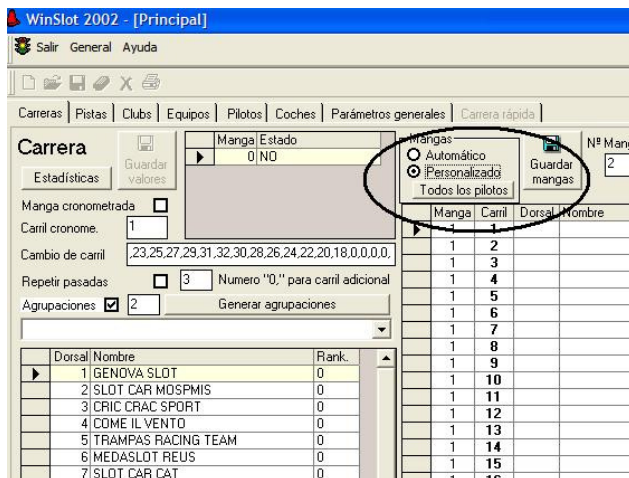 WinSlot 2002 - [Principal]
Salir General Ayuda
Carreras Pistas Clubs Equipos Pilotos Coches Parámetros generales Carrera rápida
Carrera
Guardar valores
Estadísticas
Manga Estado
0 NO
Mangas
Automático
Personalizado
Todos los pilotos
Guardar mangas
Nº Mang
2
Manga cronometrada
Carril cronome. 1
Cambio de carril ,23,25,27,29,31,32,30,28,26,24,22,20,18,0,0,0,0,
Repetir pasadas 3 Numero "0," para carril adicional
Agrupaciones 2 Generar agrupaciones
Dorsal Nombre Rank.
1 GENOVA SLOT 0
2 SLOT CAR MOSPMIS 0
3 CRIC CRAC SPORT 0
4 COME IL VENTO 0
5 TRAMPAS RACING TEAM 0
6 MEDASLOT REUS 0
7 SLOT CAR CAT 0
Manga Carril Dorsal Nombre
1 1
1 2
1 3
1 4
1 5
1 6
1 7
1 8
1 9
1 10
1 11
1 12
1 13
1 14
1 15
1 16